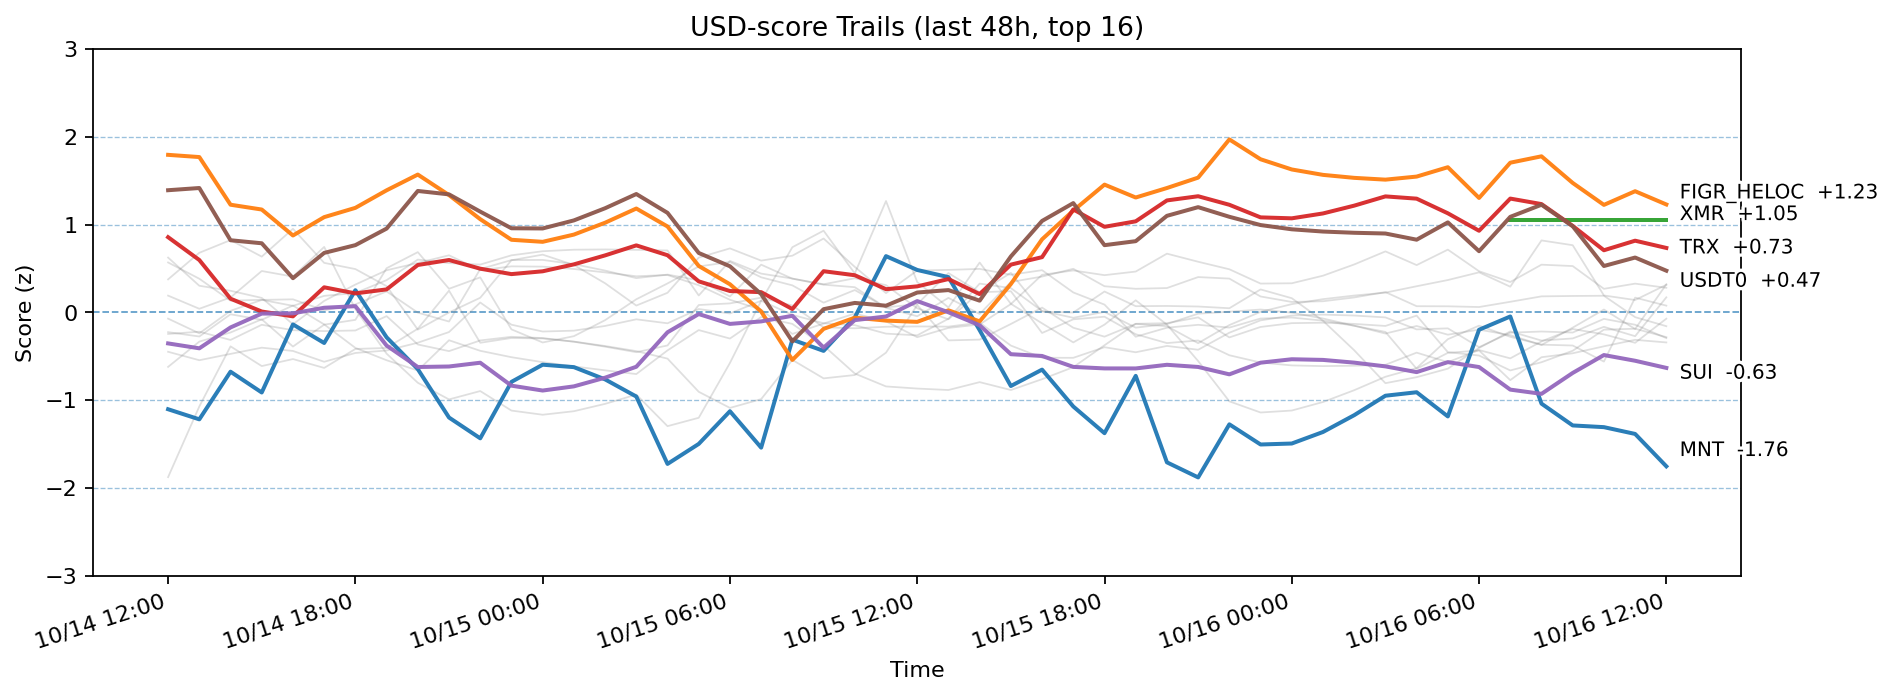 USD-score Trails (last 48h, top 16)
3
2
1
0
−1
−2
−3
Score (z)
FIGR_HELOC +1.23
XMR +1.05
TRX +0.73
USDT0 +0.47
SUI -0.63
MNT -1.76
10/14 12:00
10/14 18:00
10/15 00:00
10/15 06:00
10/15 12:00
10/15 18:00
10/16 00:00
10/16 06:00
10/16 12:00
Time